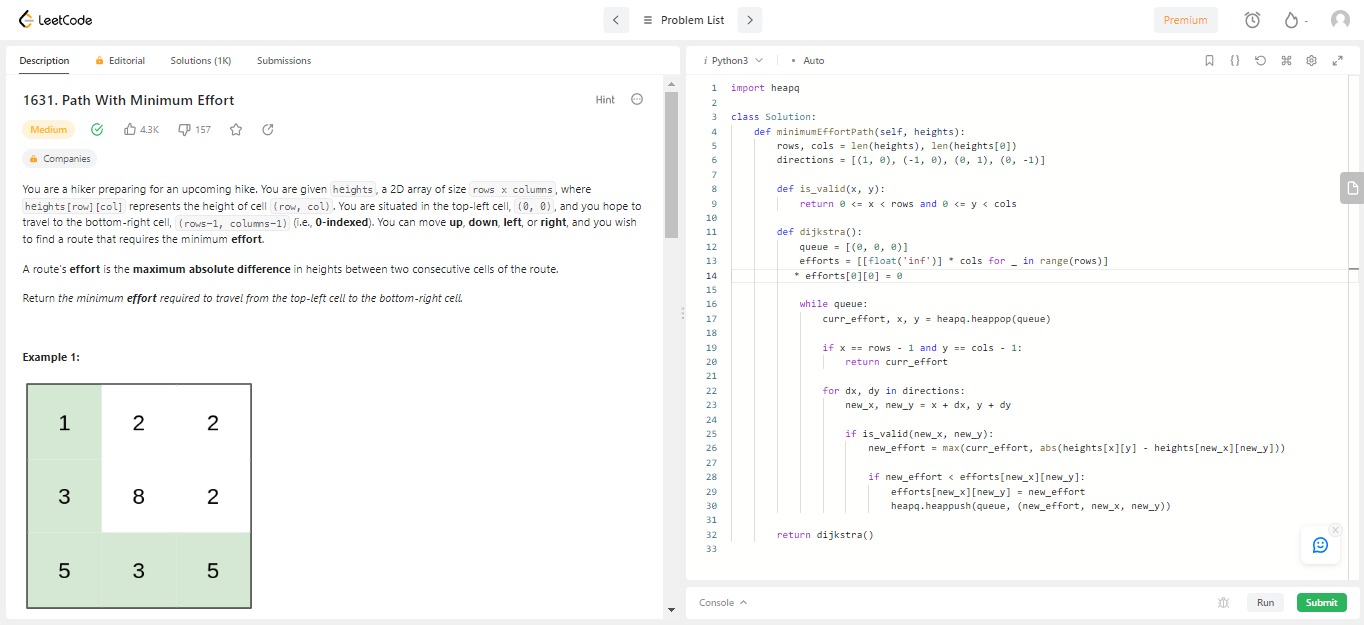 LeetCode
Problem List
Premium
-
Description
Editorial
Solutions (1K)
Submissions
1631. Path With Minimum Effort
Hint
Medium
4.3K
157
Companies
You are a hiker preparing for an upcoming hike. You are given heights, a 2D array of size rows x columns, where
heights[row][col] represents the height of cell (row, col). You are situated in the top-left cell, (0, 0), and you hope to
travel to the bottom-right cell, (rows-1, columns-1) (i.e., 0-indexed). You can move up, down, left, or right, and you wish
to find a route that requires the minimum effort.
A route's effort is the maximum absolute difference in heights between two consecutive cells of the route.
Return the minimum effort required to travel from the top-left cell to the bottom-right cell.
Example 1:
1 2 2
3 8 2
5 3 5
i Python3
• Auto
{}
1 import heapq
2
3 class Solution:
4 def minimumEffortPath(self, heights):
5 rows, cols = len(heights), len(heights[0])
6 directions = [(1, 0), (-1, 0), (0, 1), (0, -1)]
7
8 def is_valid(x, y):
9 return 0 <= x < rows and 0 <= y < cols
10
11 def dijkstra():
12 queue = [(0, 0, 0)]
13 efforts = [[float('inf')] * cols for _ in range(rows)]
14 * efforts[0][0] = 0
15
16 while queue:
17 curr_effort, x, y = heapq.heappop(queue)
18
19 if x == rows - 1 and y == cols - 1:
20 return curr_effort
21
22 for dx, dy in directions:
23 new_x, new_y = x + dx, y + dy
24
25 if is_valid(new_x, new_y):
26 new_effort = max(curr_effort, abs(heights[x][y] - heights[new_x][new_y]))
27
28 if new_effort < efforts[new_x][new_y]:
29 efforts[new_x][new_y] = new_effort
30 heapq.heappush(queue, (new_effort, new_x, new_y))
31
32 return dijkstra()
33
Console
Run
Submit